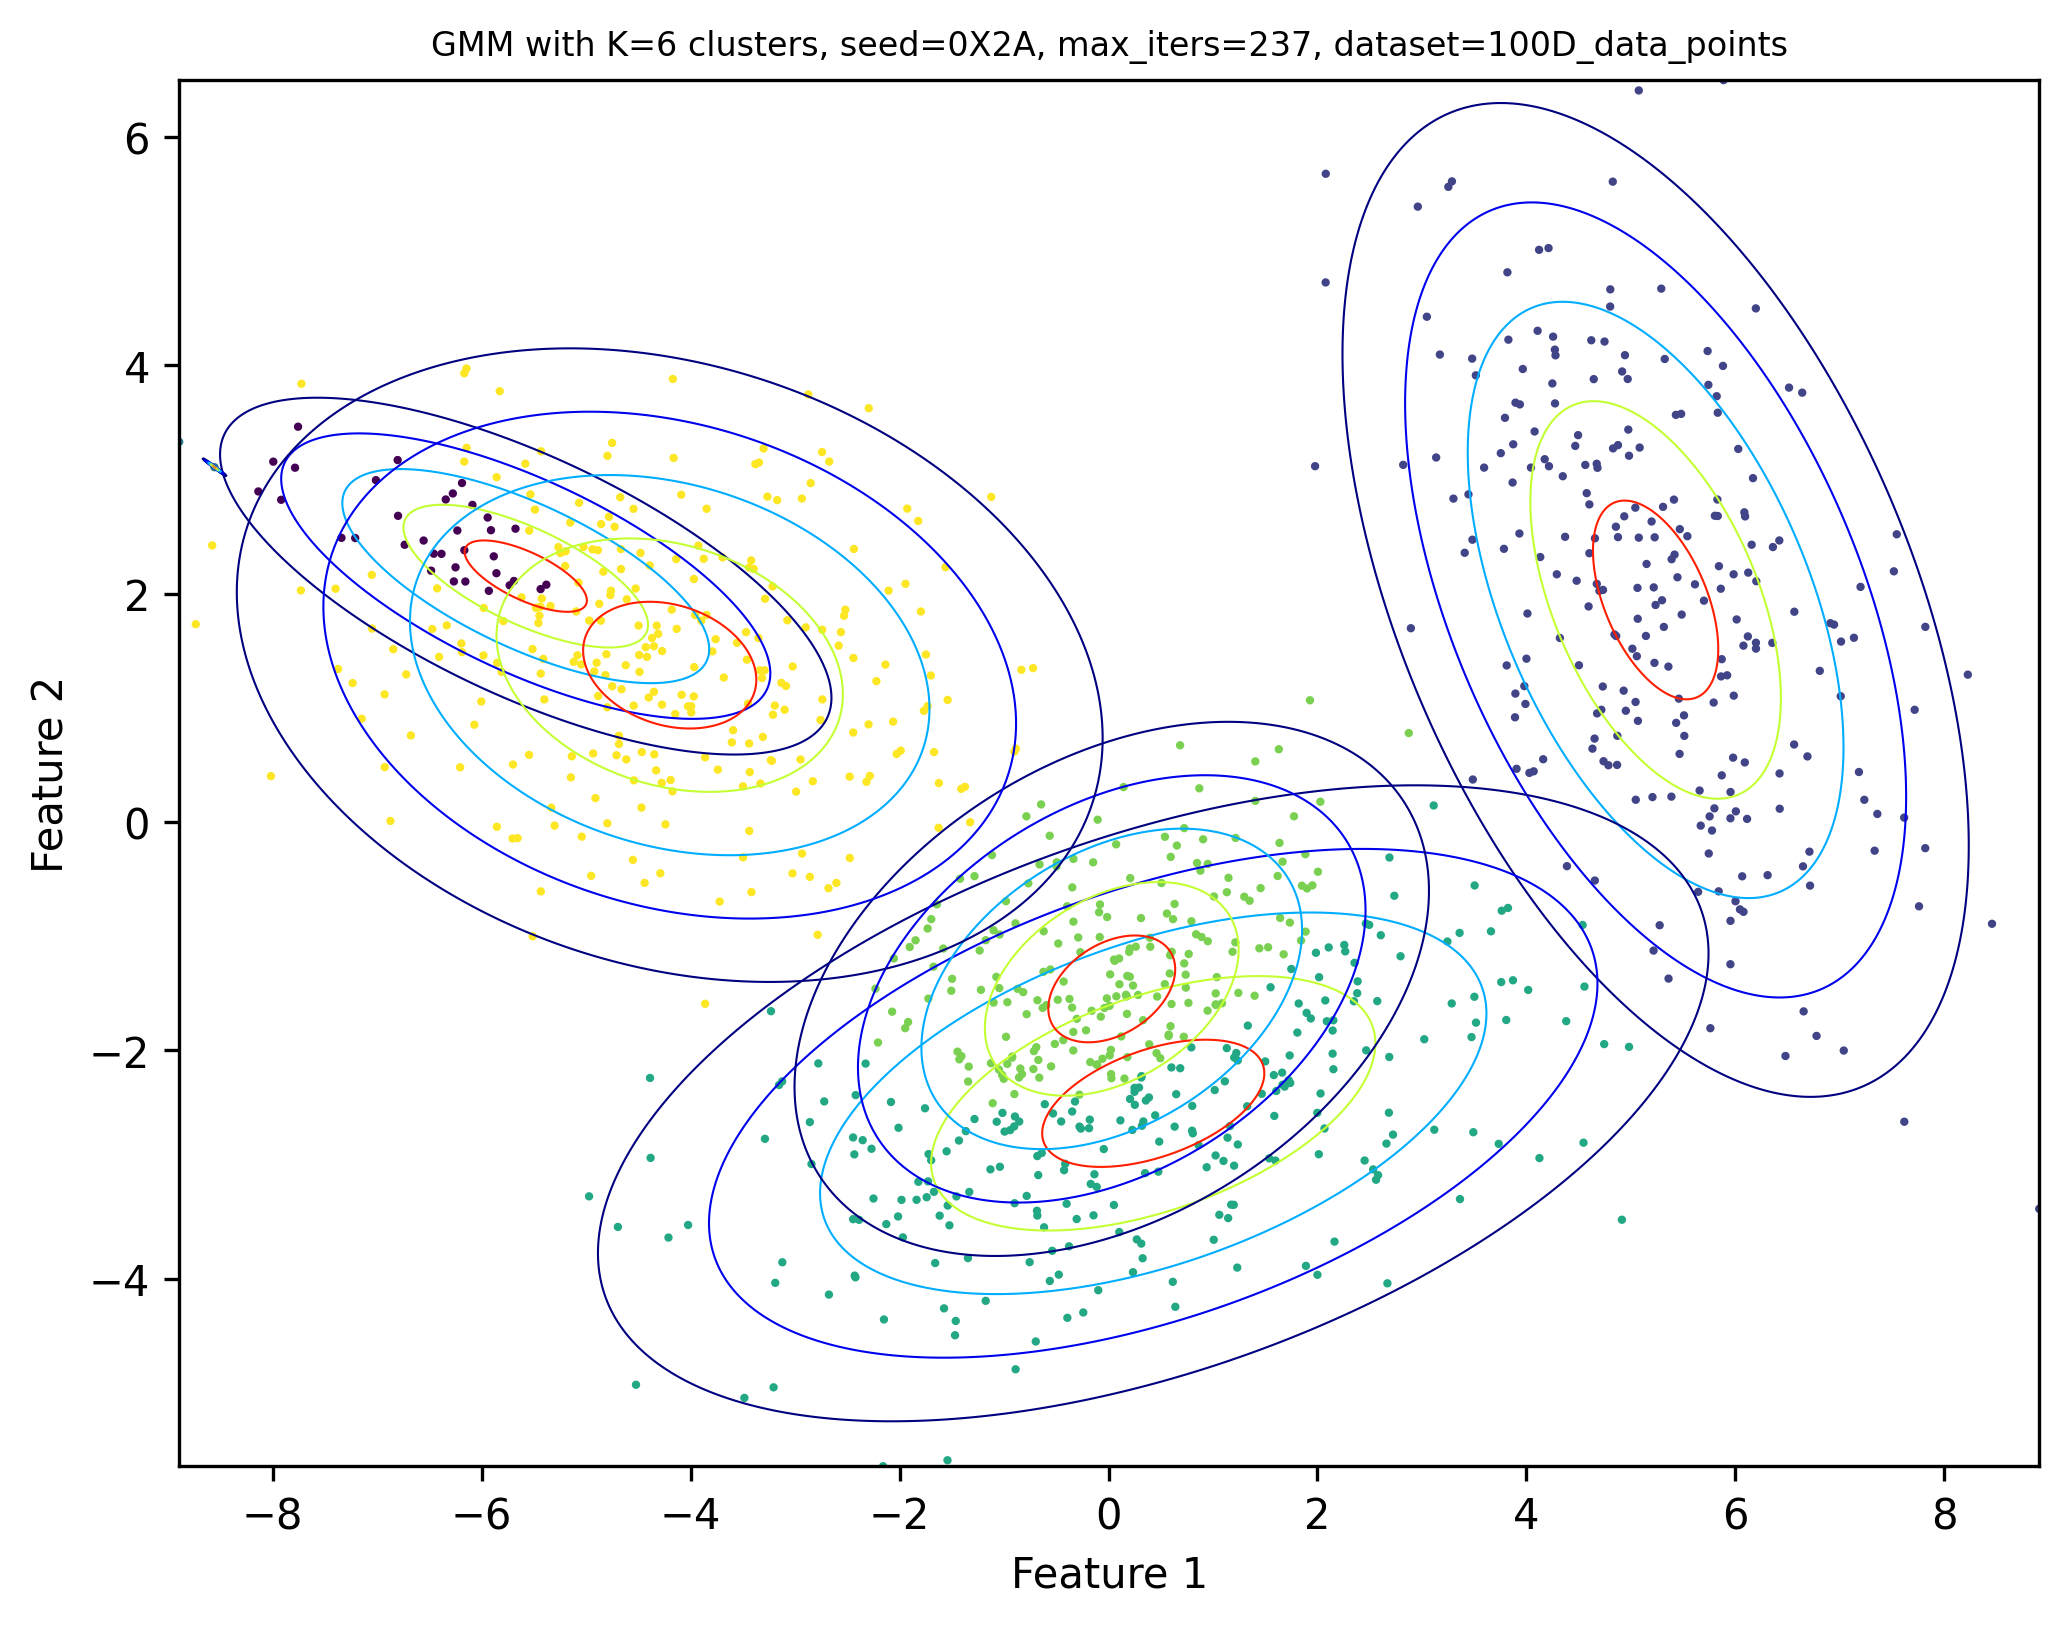 GMM with K=6 clusters, seed=0X2A, max_iters=237, dataset=100D_data_points
6
4
2
0
−2
−4
Feature 2
−8 −6 −4 −2 0 2 4 6 8
Feature 1